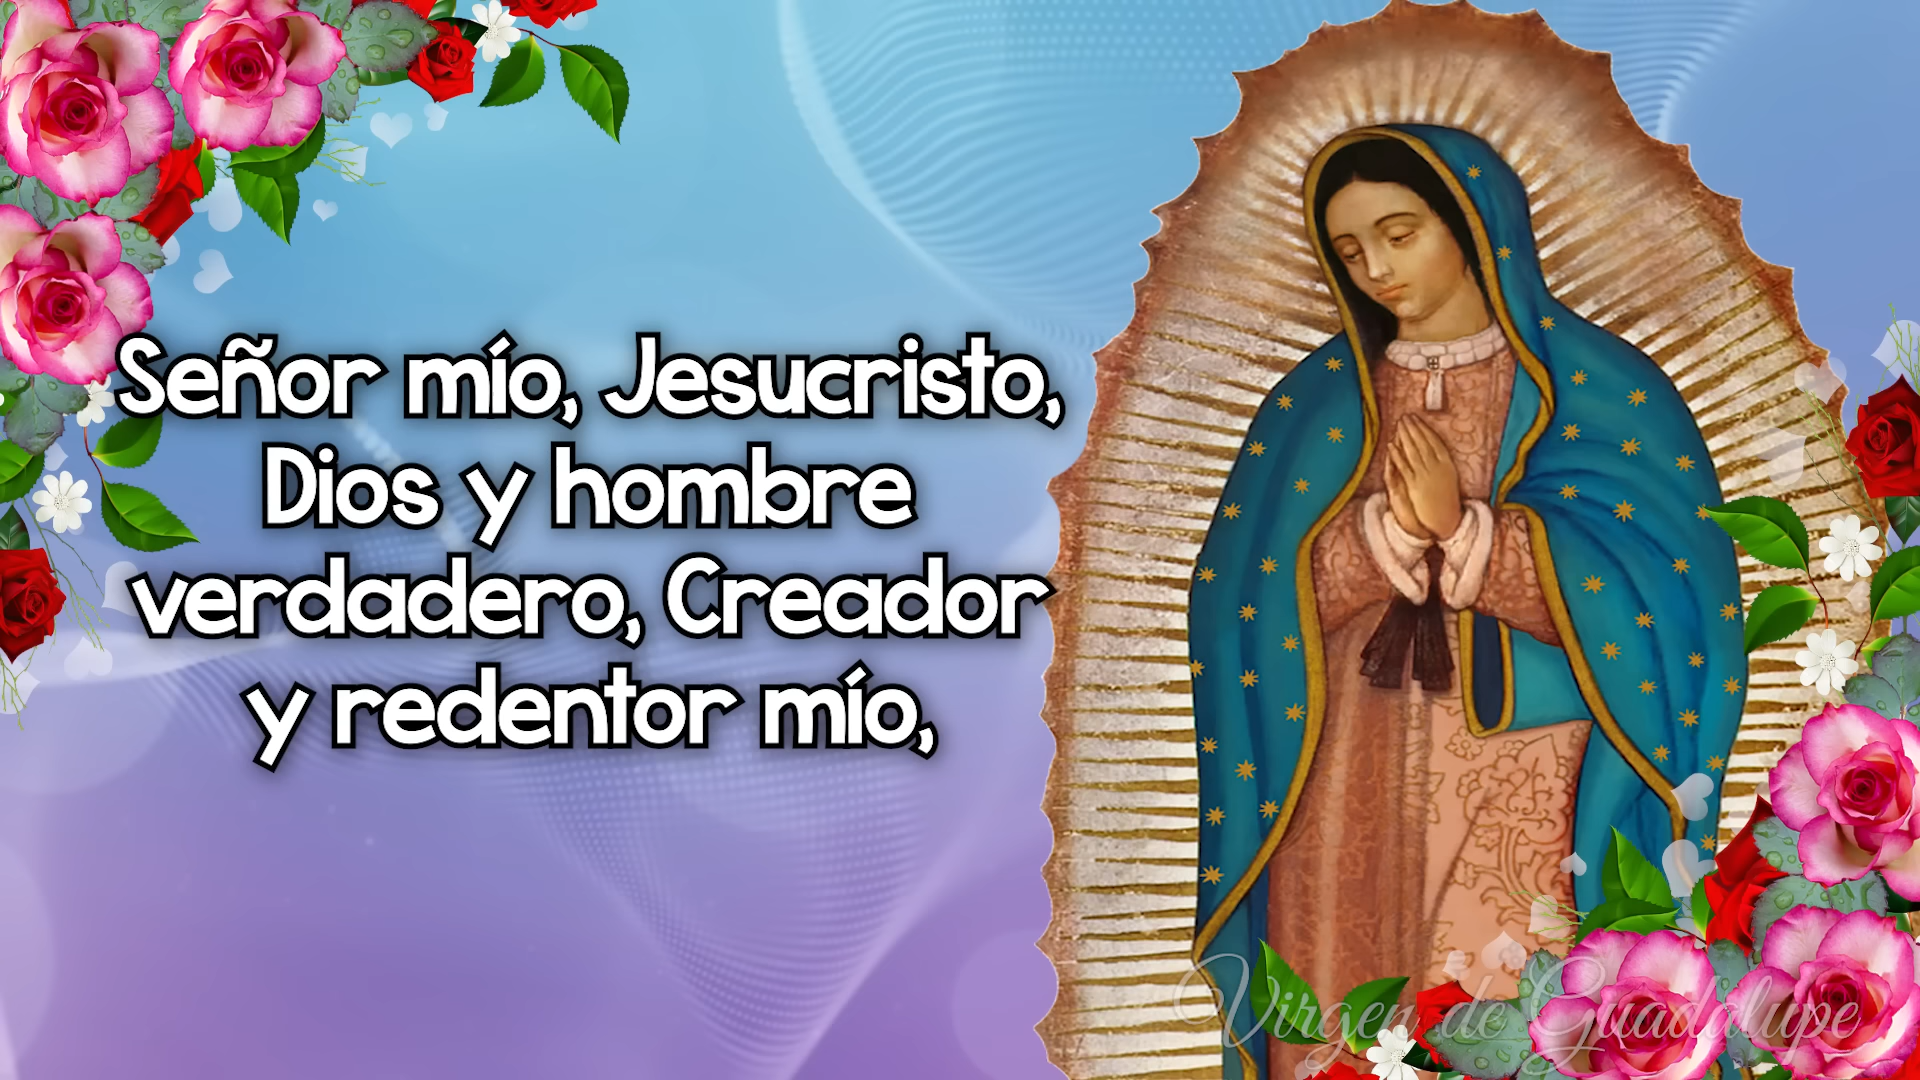 Señor mío, Jesucristo,
Dios y hombre
verdadero, Creador
y redentor mío,
Virgen de Guadalupe